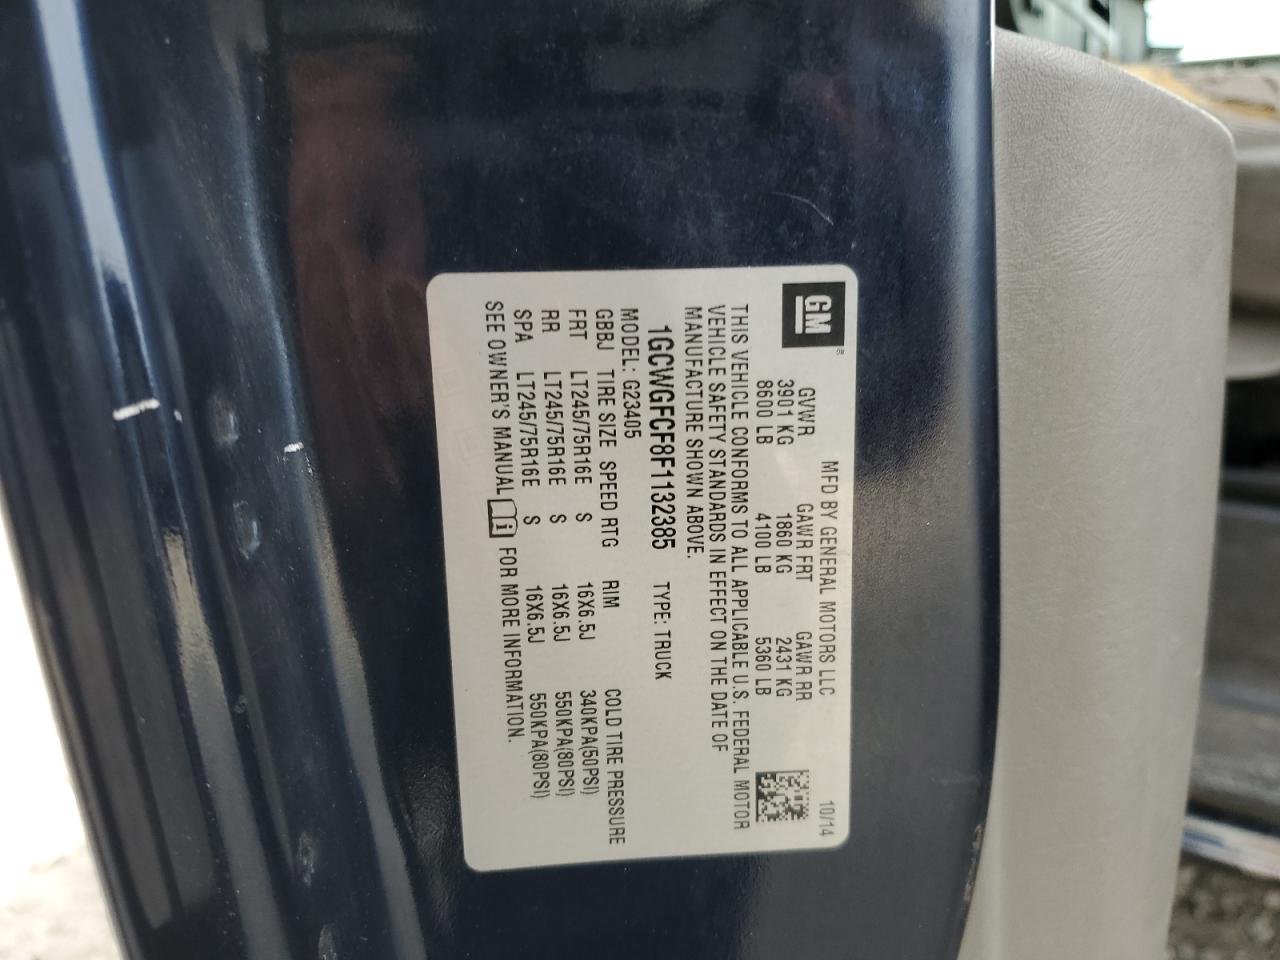 GM
MFD BY GENERAL MOTORS LLC 10/14
GVWR GAWR FRT GAWR RR
3901 KG 1860 KG 2431 KG
8600 LB 4100 LB 5360 LB
THIS VEHICLE CONFORMS TO ALL APPLICABLE U.S. FEDERAL MOTOR
VEHICLE SAFETY STANDARDS IN EFFECT ON THE DATE OF
MANUFACTURE SHOWN ABOVE.
1GCWGFCF8F1132385 TYPE: TRUCK
MODEL: G23405
GBBJ TIRE SIZE SPEED RTG RIM COLD TIRE PRESSURE
FRT LT245/75R16E S 16X6.5J 340KPA(50PSI)
RR LT245/75R16E S 16X6.5J 550KPA(80PSI)
SPA LT245/75R16E S 16X6.5J 550KPA(80PSI)
SEE OWNER'S MANUAL i FOR MORE INFORMATION.